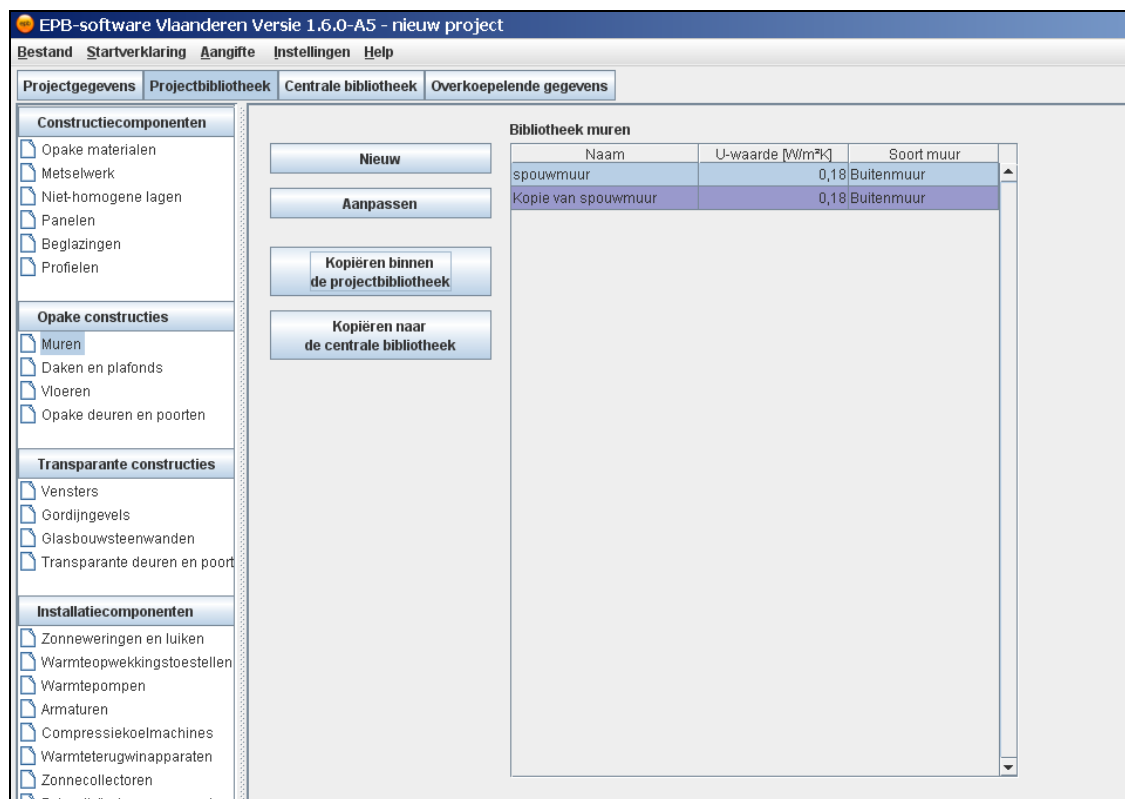 EPB-software Vlaanderen Versie 1.6.0-A5 - nieuw project
Bestand Startverklaring Aangifte Instellingen Help
Projectgegevens Projectbibliotheek Centrale bibliotheek Overkoepelende gegevens
Constructiecomponenten
Opake materialen
Metselwerk
Niet-homogene lagen
Panelen
Beglazingen
Profielen
Opake constructies
Muren
Daken en plafonds
Vloeren
Opake deuren en poorten
Transparante constructies
Vensters
Gordijngevels
Glasbouwsteenwanden
Transparante deuren en poort
Installatiecomponenten
Zonneweringen en luiken
Warmteopwekkingstoestellen
Warmtepompen
Armaturen
Compressiekoelmachines
Warmteterugwinapparaten
Zonnecollectoren
Nieuw
Aanpassen
Kopiëren binnen
de projectbibliotheek
Kopiëren naar
de centrale bibliotheek
Bibliotheek muren
Naam U-waarde [W/m²K] Soort muur
spouwmuur 0,18 Buitenmuur
Kopie van spouwmuur 0,18 Buitenmuur